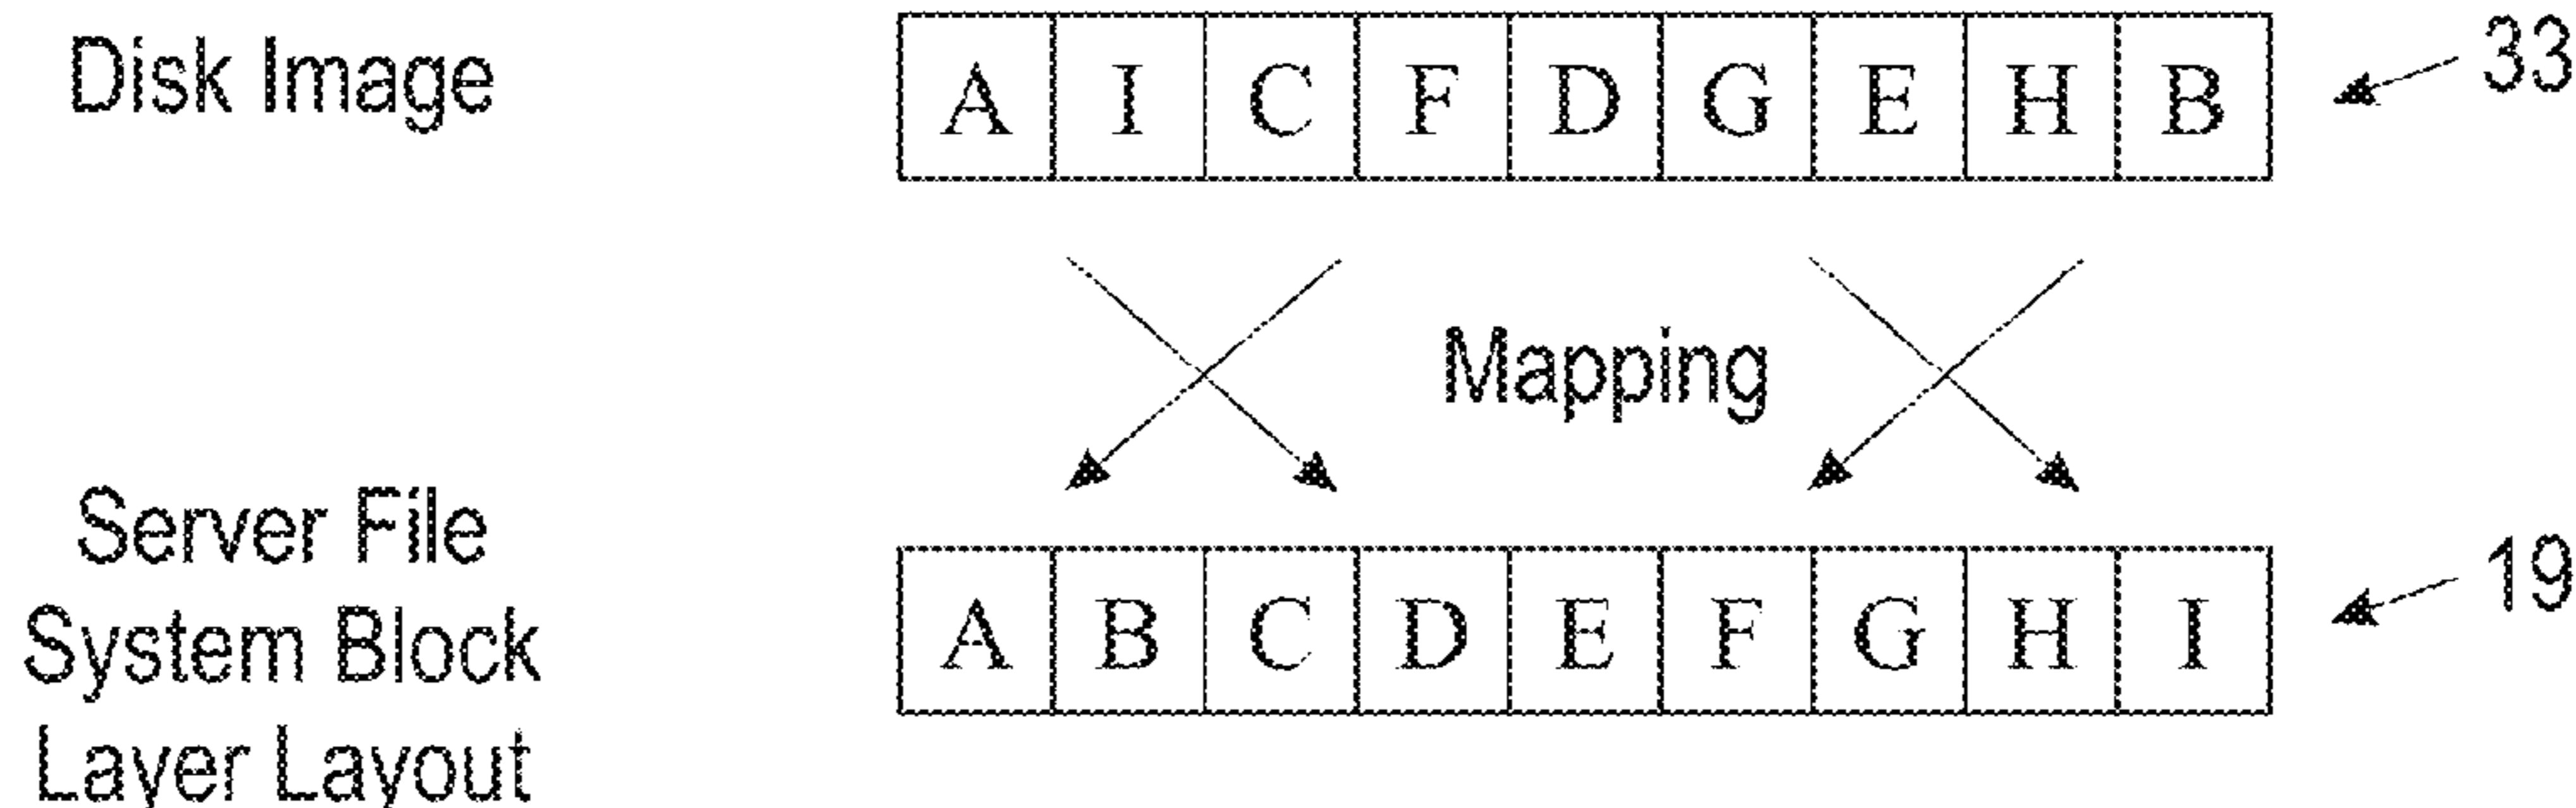 Disk Image A I C F D G E H B 33
Mapping
Server File
System Block A B C D E F G H I 19
Layer Layout